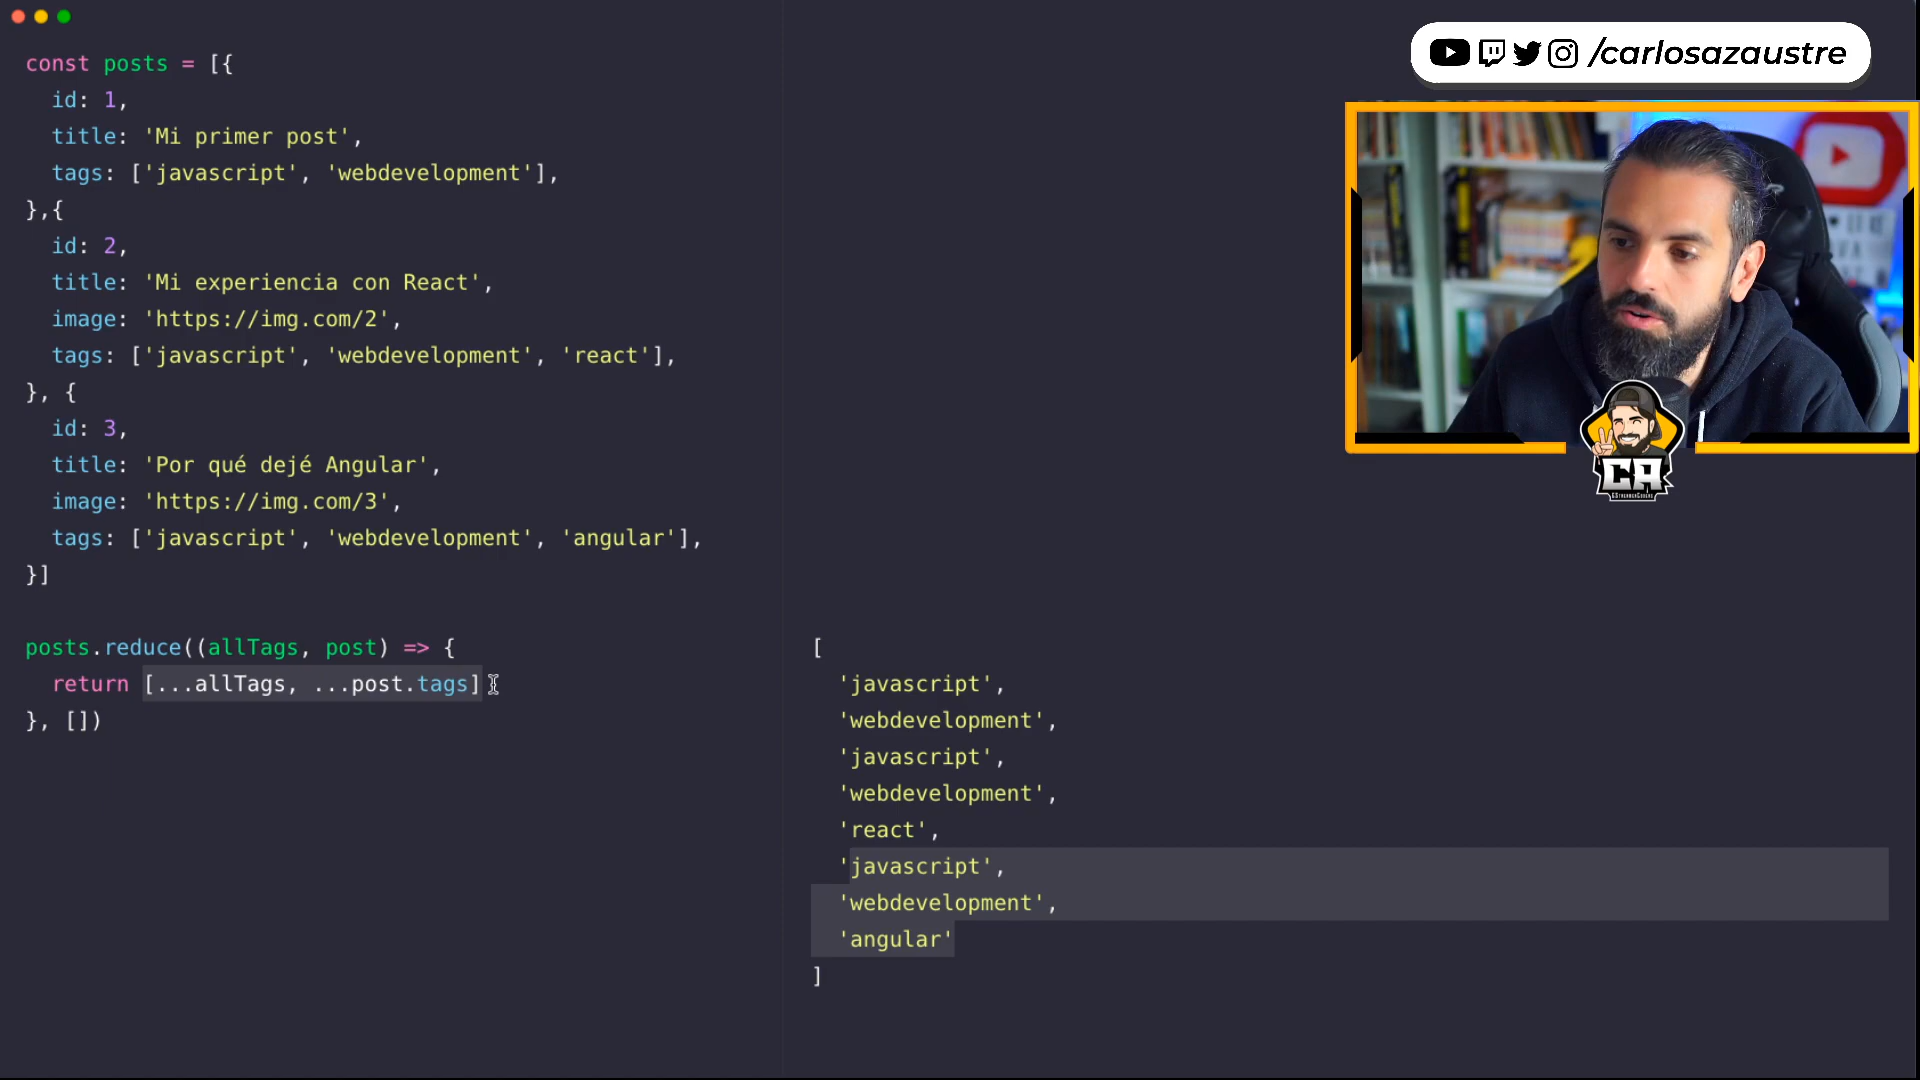 const posts = [{
  id: 1,
  title: 'Mi primer post',
  tags: ['javascript', 'webdevelopment'],
},{
  id: 2,
  title: 'Mi experiencia con React',
  image: 'https://img.com/2',
  tags: ['javascript', 'webdevelopment', 'react'],
}, {
  id: 3,
  title: 'Por qué dejé Angular',
  image: 'https://img.com/3',
  tags: ['javascript', 'webdevelopment', 'angular'],
}]
posts.reduce((allTags, post) => {
  return [...allTags, ...post.tags]
}, [])
[
  'javascript',
  'webdevelopment',
  'javascript',
  'webdevelopment',
  'react',
  'javascript',
  'webdevelopment',
  'angular'
]
/carlosazaustre
CA